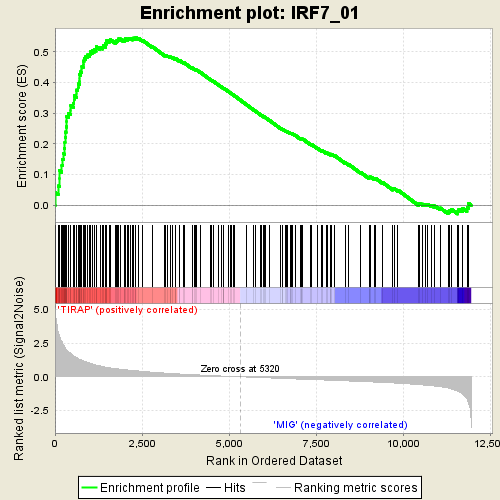 Enrichment plot: IRF7_01
Enrichment score (ES)
0.5
0.4
0.3
0.2
0.1
0.0
Ranked list metric (Signal2Noise)
5.0
2.5
0.0
-2.5
'TIRAP' (positively correlated)
Zero cross at 5320
'MIG' (negatively correlated)
0
2,500
5,000
7,500
10,000
12,500
Rank in Ordered Dataset
Enrichment profile
Hits
Ranking metric scores